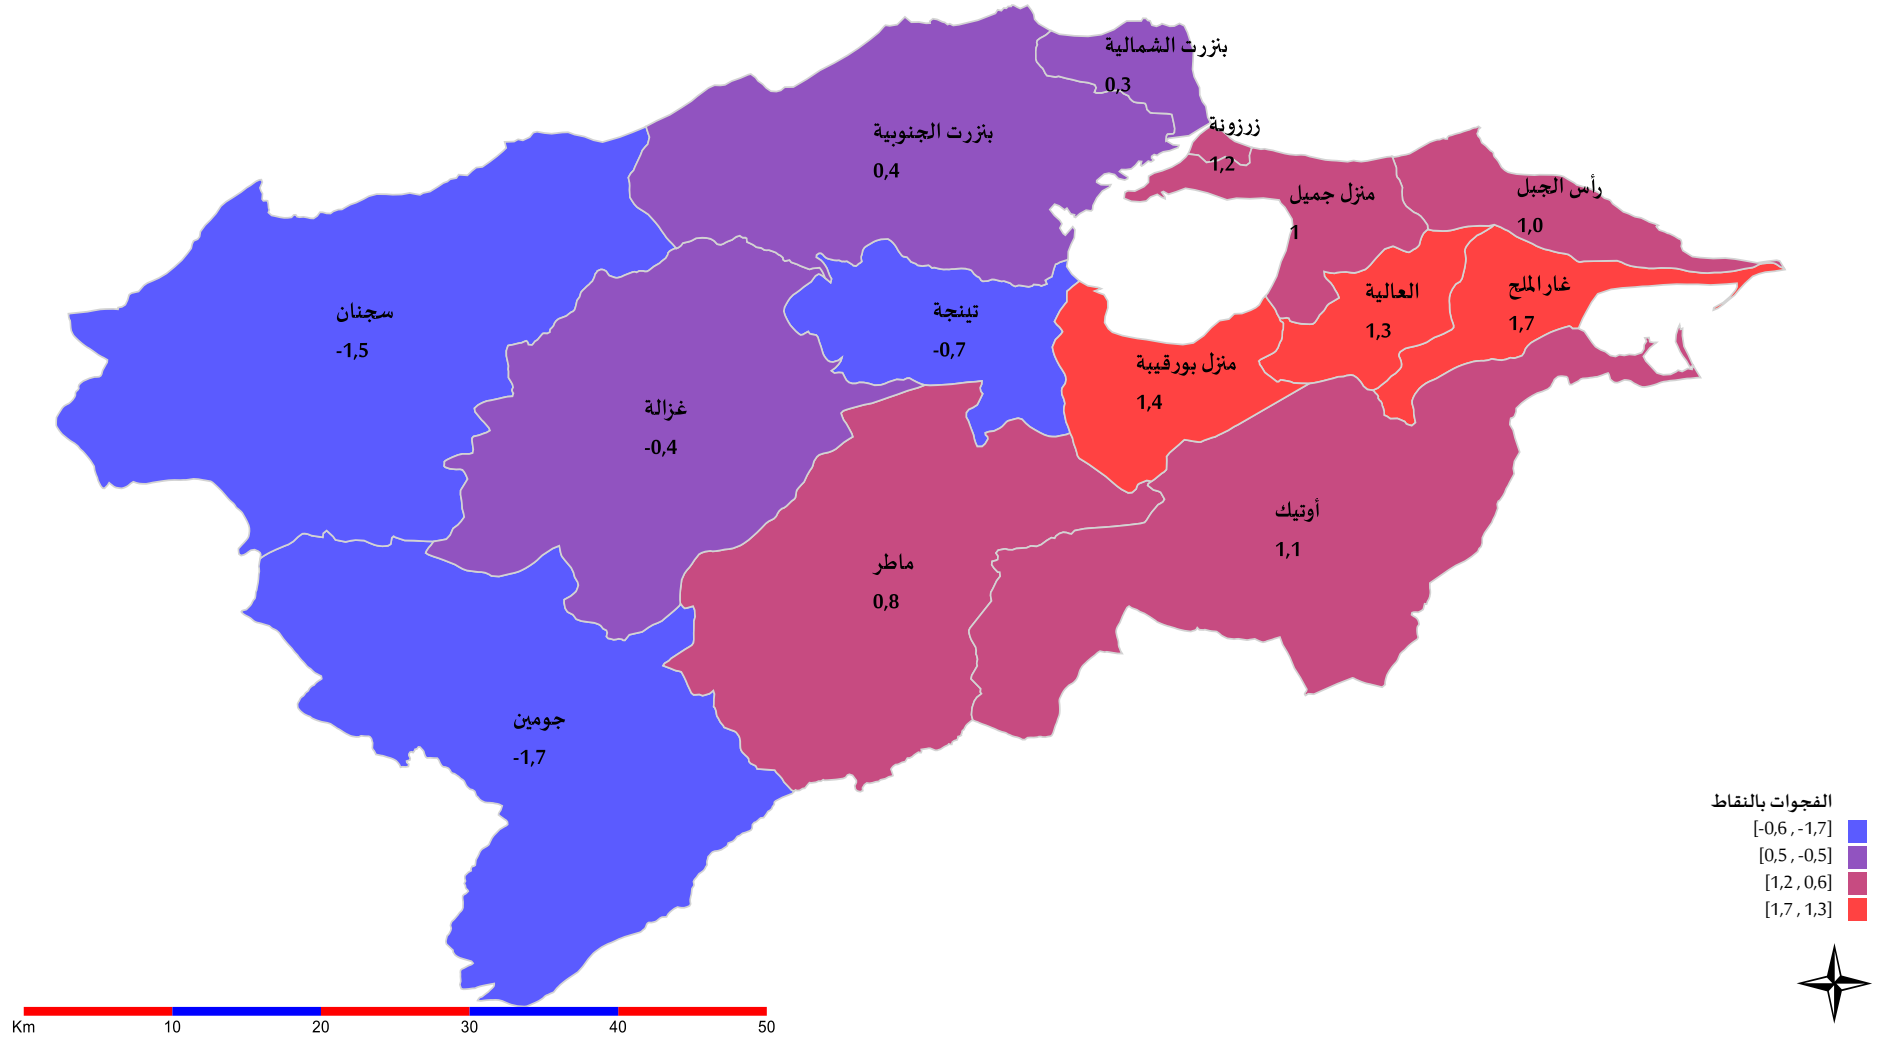 بنزرت الشمالية
0,3
بنزرت الجنوبية
0,4
زرزونة
1,2
منزل جميل
1
رأس الجبل
1,0
سجنان
-1,5
تينجة
-0,7
العالية
1,3
غارالملح
1,7
منزل بورقيبة
1,4
غزالة
-0,4
أوتيك
1,1
ماطر
0,8
جومين
-1,7
الفجوات بالنقاط
[-0,6 , -1,7]
[0,5 , -0,5]
[1,2 , 0,6]
[1,7 , 1,3]
Km 10 20 30 40 50